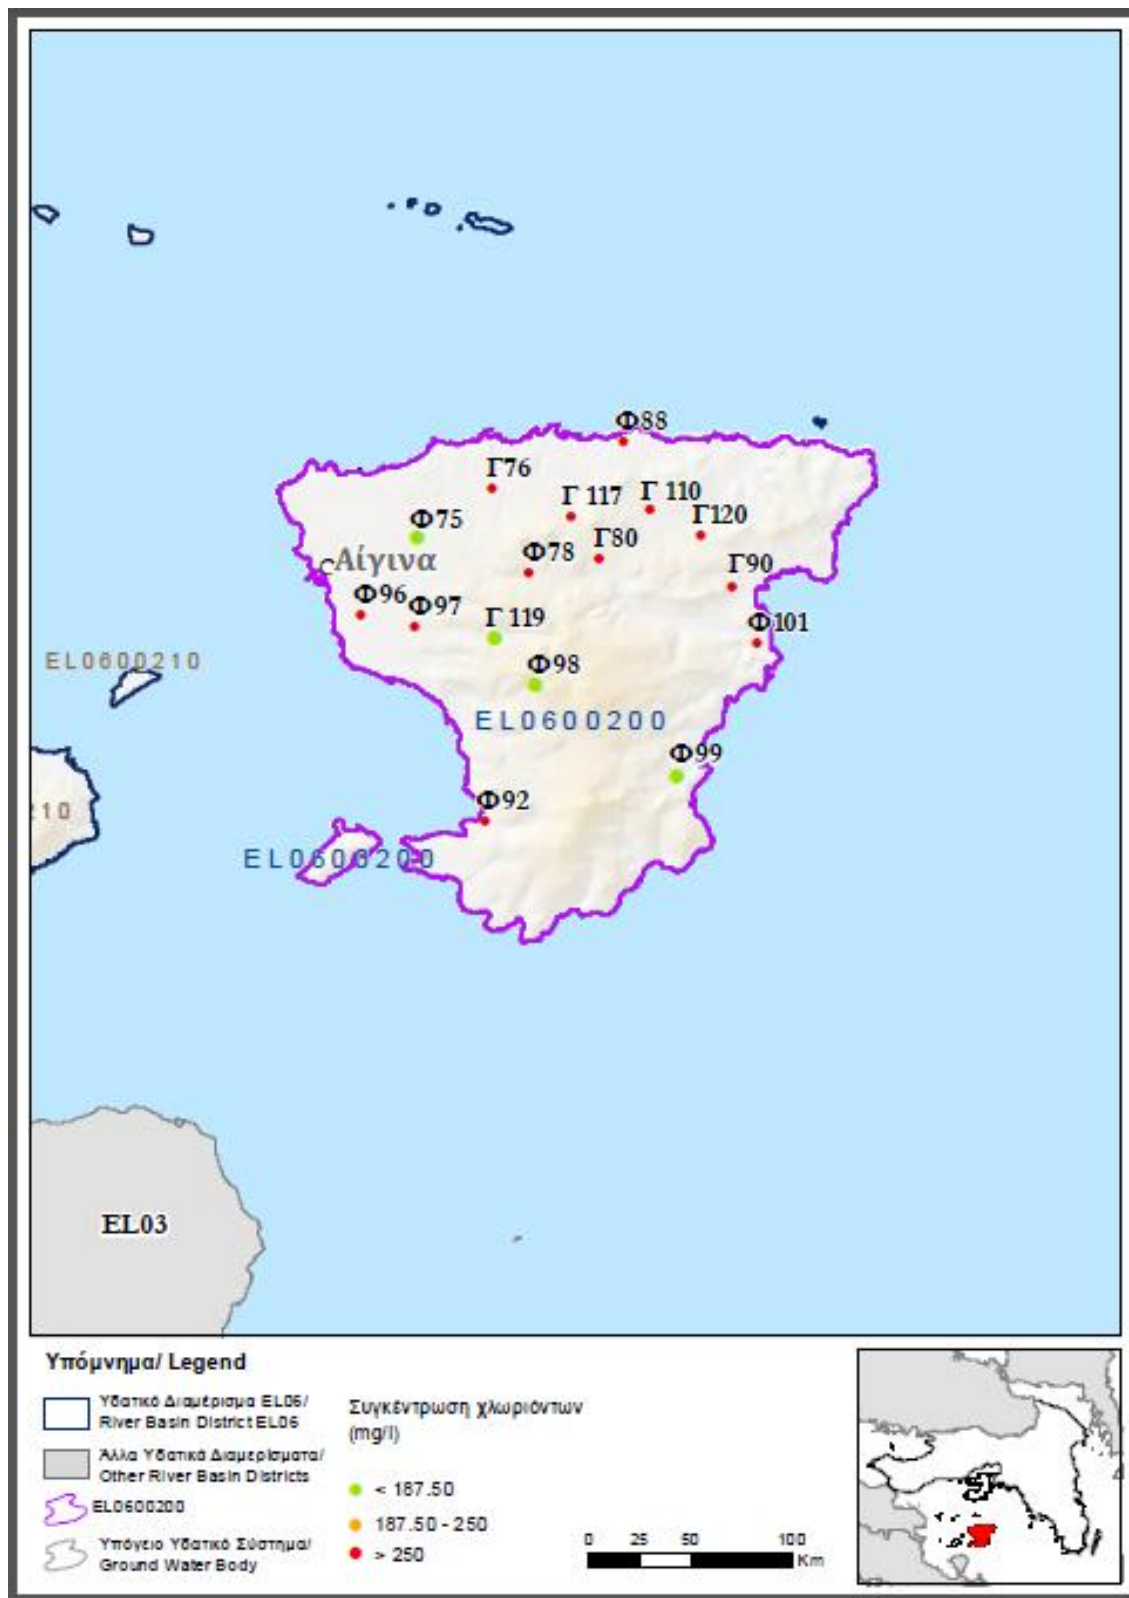 Φ88
Γ76
Γ 117
Γ 110
Φ75
Γ120
Γ80
Αίγινα
Φ78
Γ90
Φ96
Φ97
Γ 119
Φ101
EL0600210
Φ98
EL0600200
Φ99
Φ92
210
EL0600200
EL03
Υπόμνημα/ Legend
Υδατικό Διαμέρισμα EL06/
River Basin District EL06
Άλλα Υδατικά Διαμερίσματα/
Other River Basin Districts
EL0600200
Υπόγειο Υδατικό Σύστημα/
Ground Water Body
Συγκέντρωση χλωριόντων
(mg/l)
< 187.50
187.50 - 250
> 250
0 25 50 100
Km